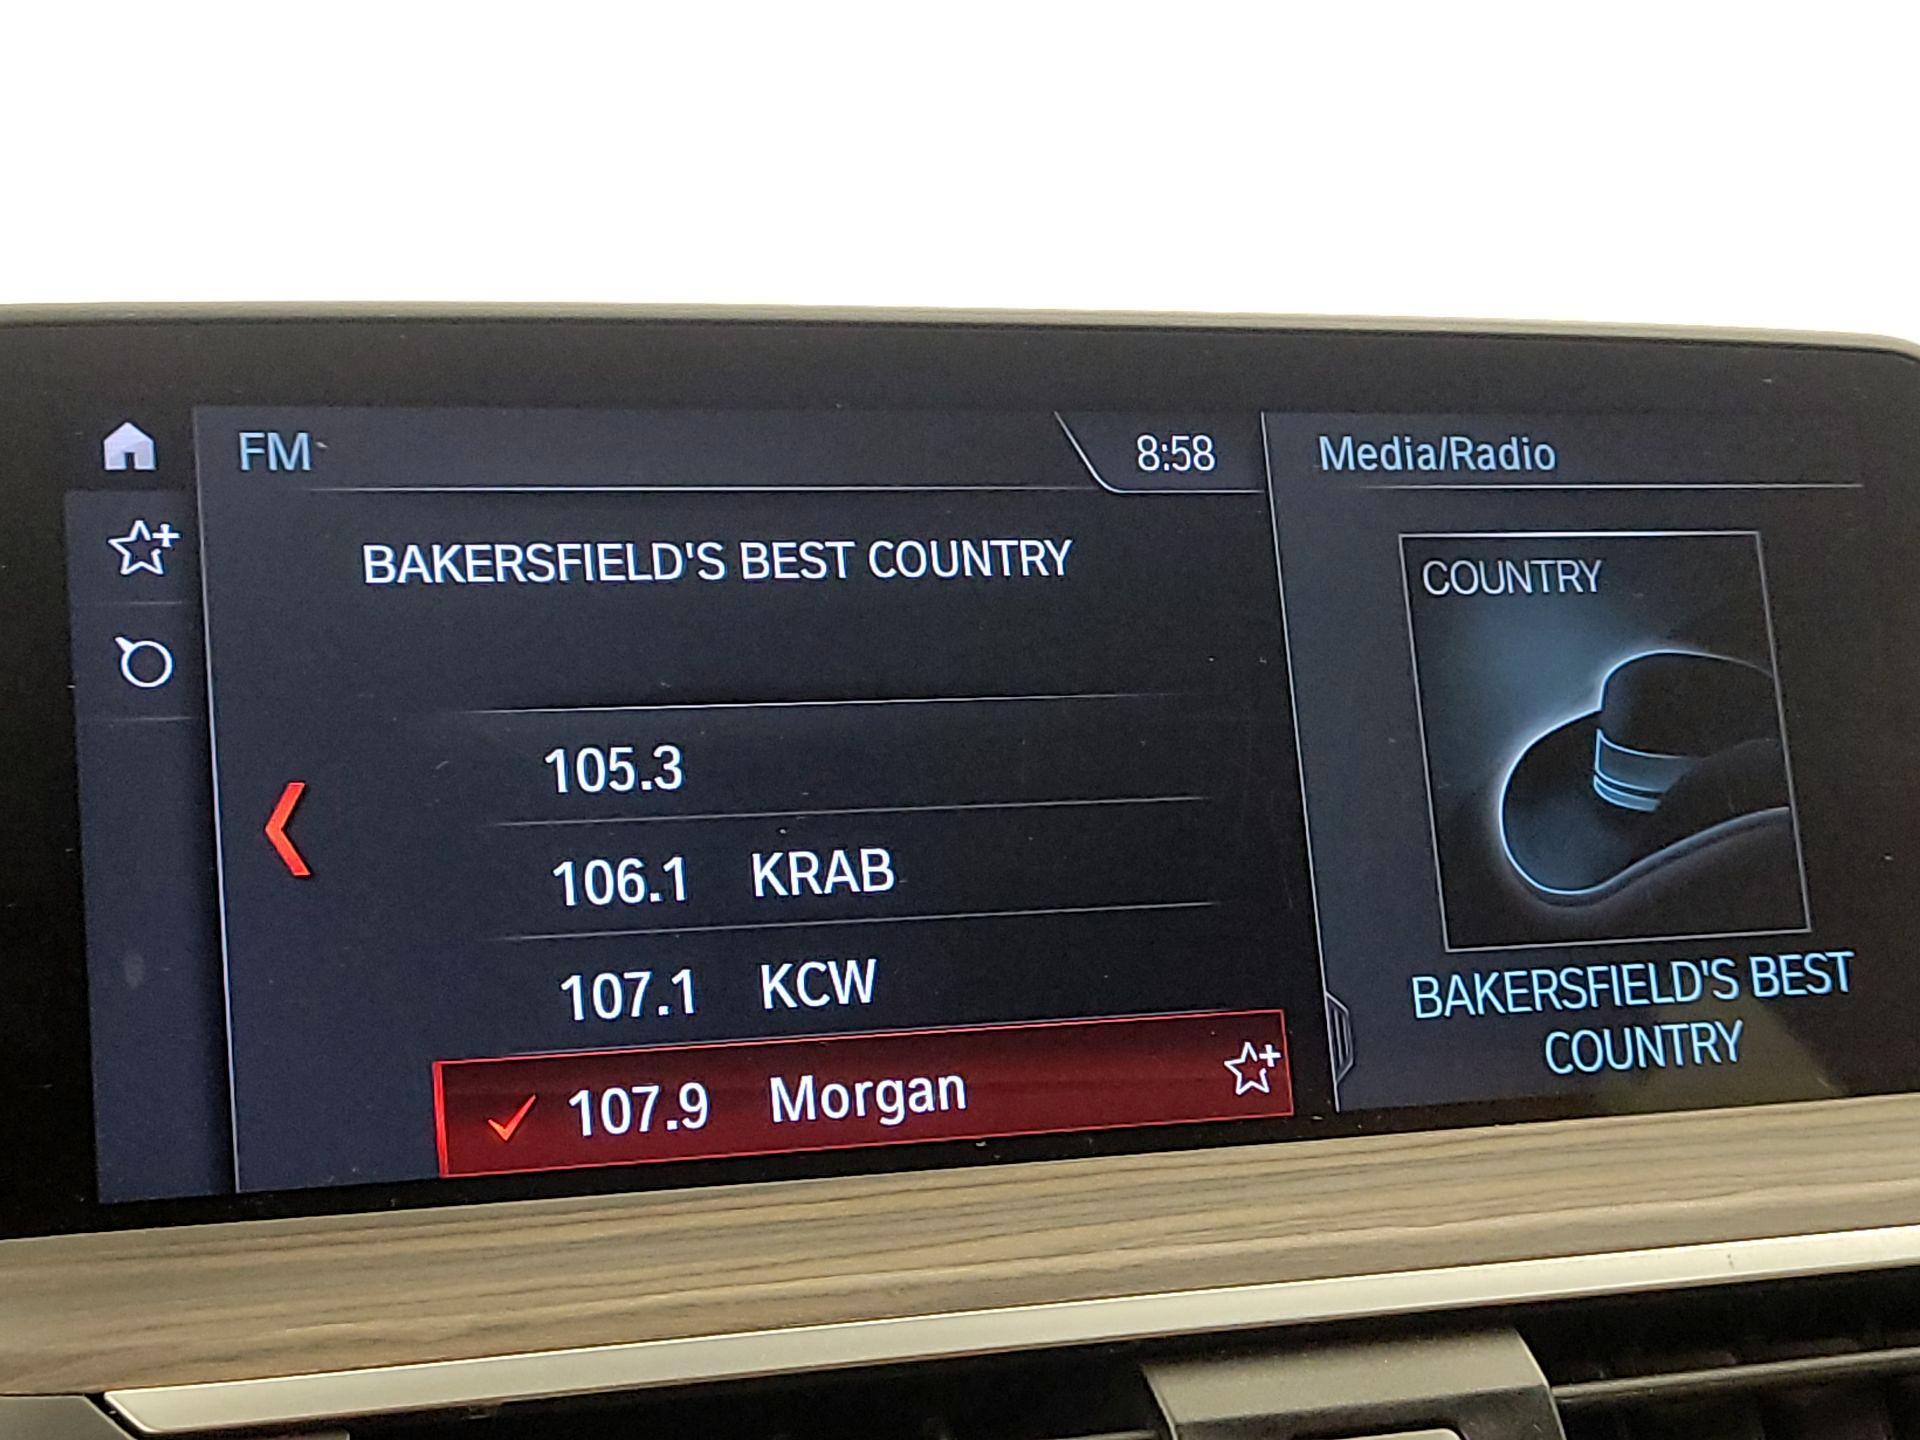 FM
8:58
Media/Radio
BAKERSFIELD'S BEST COUNTRY
105.3
106.1 KRAB
107.1 KCW
107.9 Morgan
COUNTRY
BAKERSFIELD'S BEST
COUNTRY